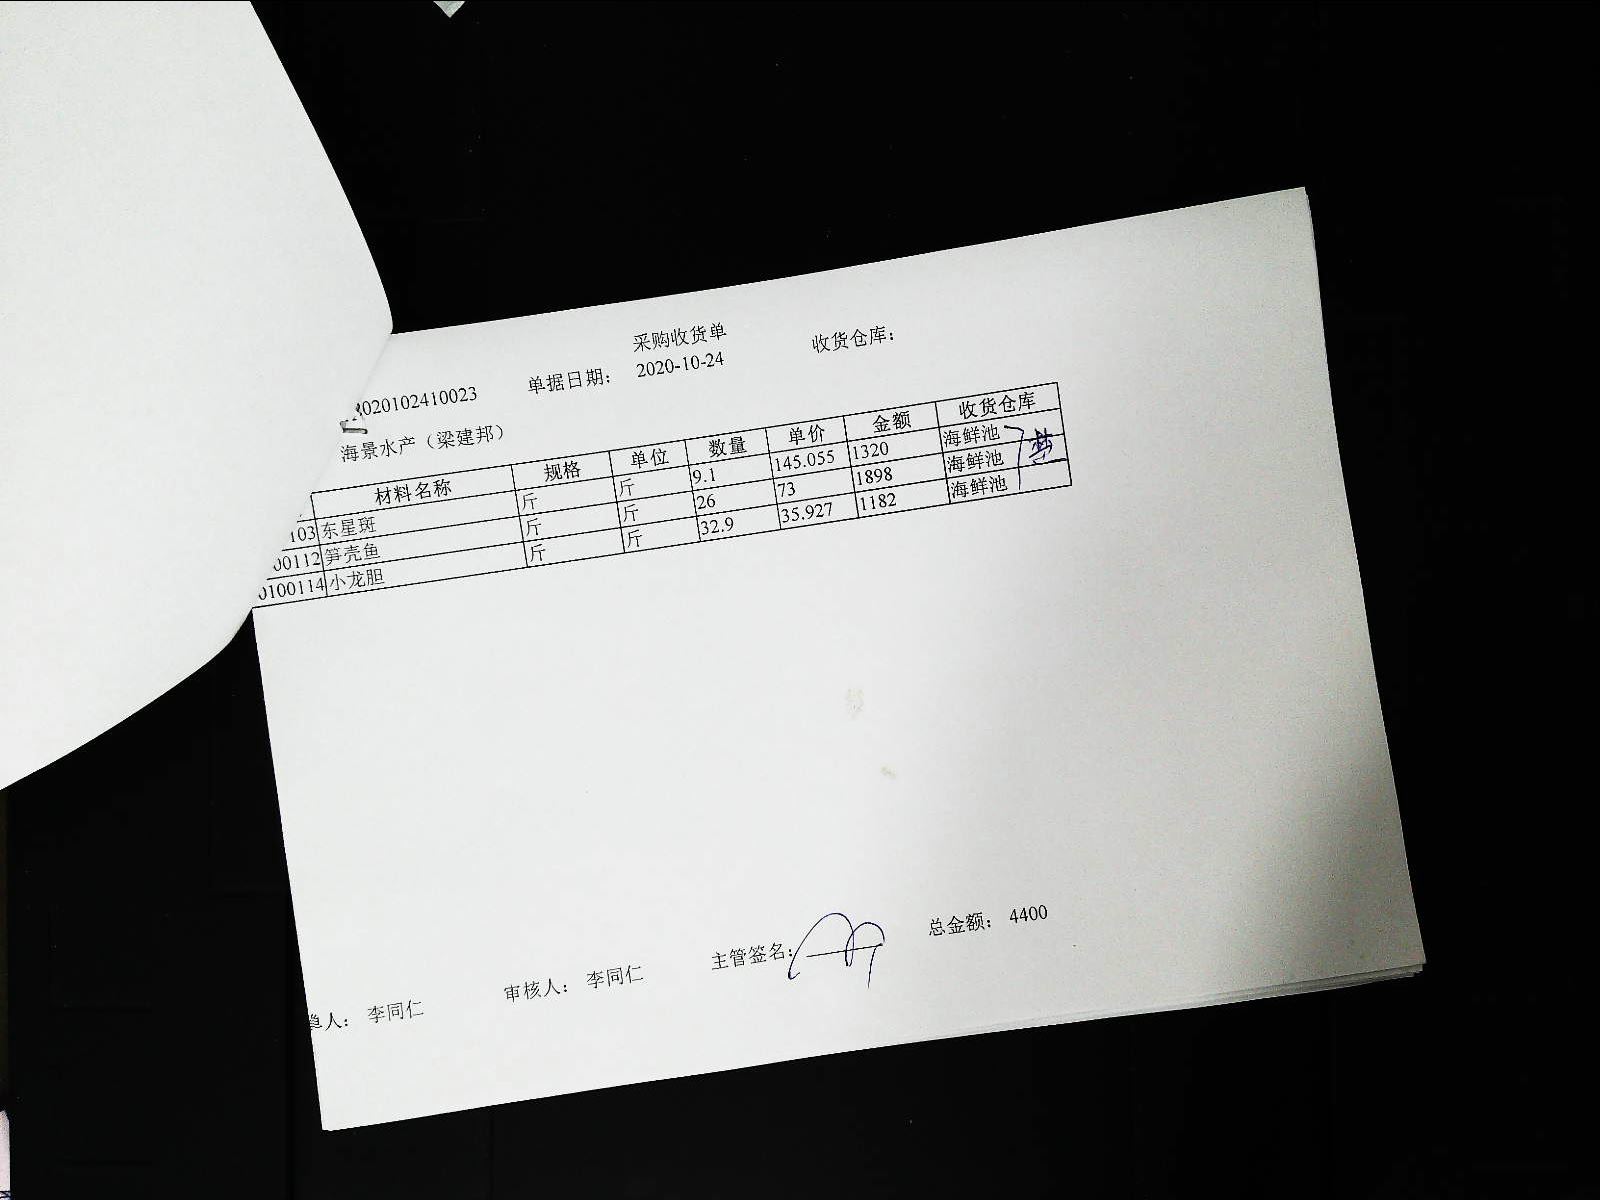 采购收货单
020102410023 单据日期： 2020-10-24 收货仓库：
海景水产（梁建邦）
材料名称 规格 单位 数量 单价 金额 收货仓库
103 东星斑 斤 斤 9.1 145.055 1320 海鲜池
00112 笋壳鱼 斤 斤 26 73 1898 海鲜池
0100114 小龙胆 斤 斤 32.9 35.927 1182 海鲜池
人： 李同仁 审核人： 李同仁 主管签名： 总金额： 4400